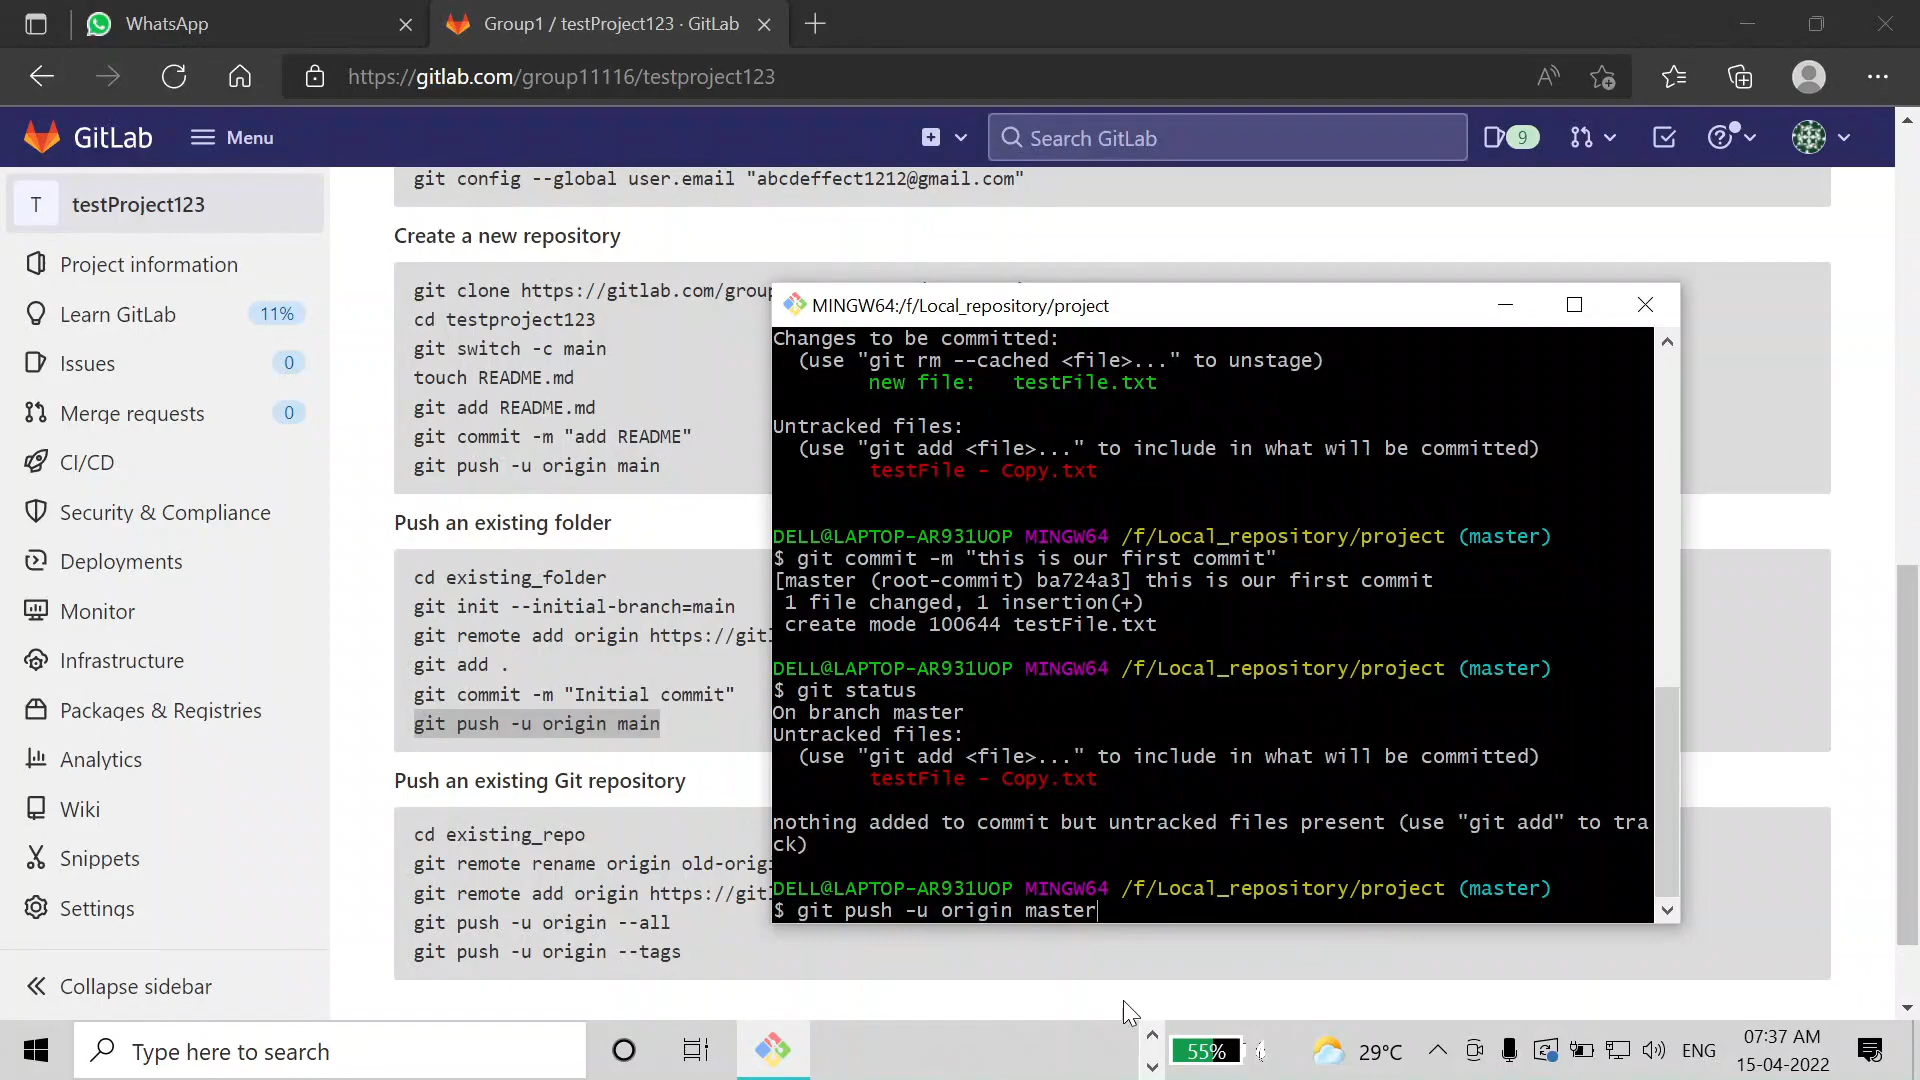 WhatsApp
Group1 / testProject123 · GitLab
https://gitlab.com/group11116/testproject123
GitLab
Menu
Search GitLab
9
testProject123
Project information
Learn GitLab 11%
Issues 0
Merge requests 0
CI/CD
Security & Compliance
Deployments
Monitor
Infrastructure
Packages & Registries
Analytics
Wiki
Snippets
Settings
Collapse sidebar
git config --global user.email "abcdeffect1212@gmail.com"
Create a new repository
git clone https://gitlab.com/group
cd testproject123
git switch -c main
touch README.md
git add README.md
git commit -m "add README"
git push -u origin main
Push an existing folder
cd existing_folder
git init --initial-branch=main
git remote add origin https://gitl
git add .
git commit -m "Initial commit"
git push -u origin main
Push an existing Git repository
cd existing_repo
git remote rename origin old-origi
git remote add origin https://gitl
git push -u origin --all
git push -u origin --tags
MINGW64:/f/Local_repository/project
Changes to be committed:
(use "git rm --cached <file>..." to unstage)
new file: testFile.txt
Untracked files:
(use "git add <file>..." to include in what will be committed)
testFile - Copy.txt
DELL@LAPTOP-AR931UOP MINGW64 /f/Local_repository/project (master)
$ git commit -m "this is our first commit"
[master (root-commit) ba724a3] this is our first commit
1 file changed, 1 insertion(+)
create mode 100644 testFile.txt
DELL@LAPTOP-AR931UOP MINGW64 /f/Local_repository/project (master)
$ git status
On branch master
Untracked files:
(use "git add <file>..." to include in what will be committed)
testFile - Copy.txt
nothing added to commit but untracked files present (use "git add" to tra
ck)
DELL@LAPTOP-AR931UOP MINGW64 /f/Local_repository/project (master)
$ git push -u origin master
Type here to search
55%
29°C
ENG
07:37 AM
15-04-2022